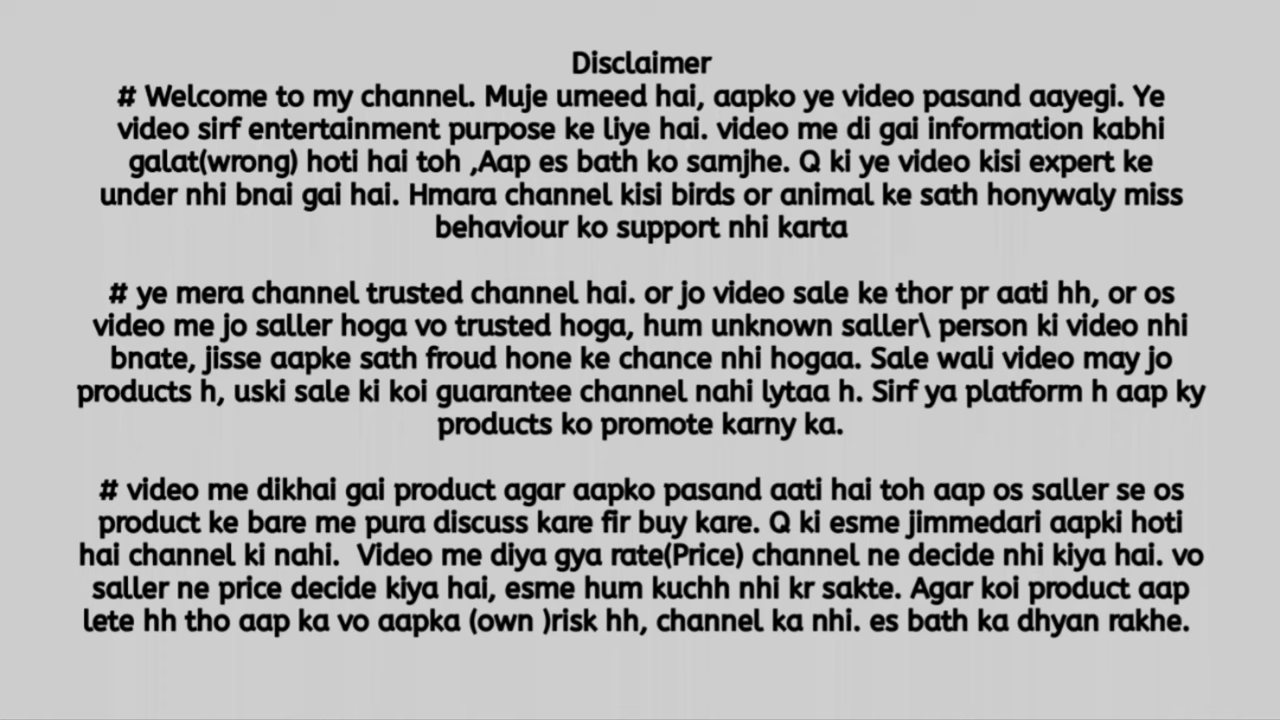 Disclaimer
# Welcome to my channel. Muje umeed hai, aapko ye video pasand aayegi. Ye
video sirf entertainment purpose ke liye hai. video me di gai information kabhi
galat(wrong) hoti hai toh ,Aap es bath ko samjhe. Q ki ye video kisi expert ke
under nhi bnai gai hai. Hmara channel kisi birds or animal ke sath honywaly miss
behaviour ko support nhi karta
# ye mera channel trusted channel hai. or jo video sale ke thor pr aati hh, or os
video me jo saller hoga vo trusted hoga, hum unknown saller\ person ki video nhi
bnate, jisse aapke sath froud hone ke chance nhi hogaa. Sale wali video may jo
products h, uski sale ki koi guarantee channel nahi lytaa h. Sirf ya platform h aap ky
products ko promote karny ka.
# video me dikhai gai product agar aapko pasand aati hai toh aap os saller se os
product ke bare me pura discuss kare fir buy kare. Q ki esme jimmedari aapki hoti
hai channel ki nahi.  Video me diya gya rate(Price) channel ne decide nhi kiya hai. vo
saller ne price decide kiya hai, esme hum kuchh nhi kr sakte. Agar koi product aap
lete hh tho aap ka vo aapka (own )risk hh, channel ka nhi. es bath ka dhyan rakhe.